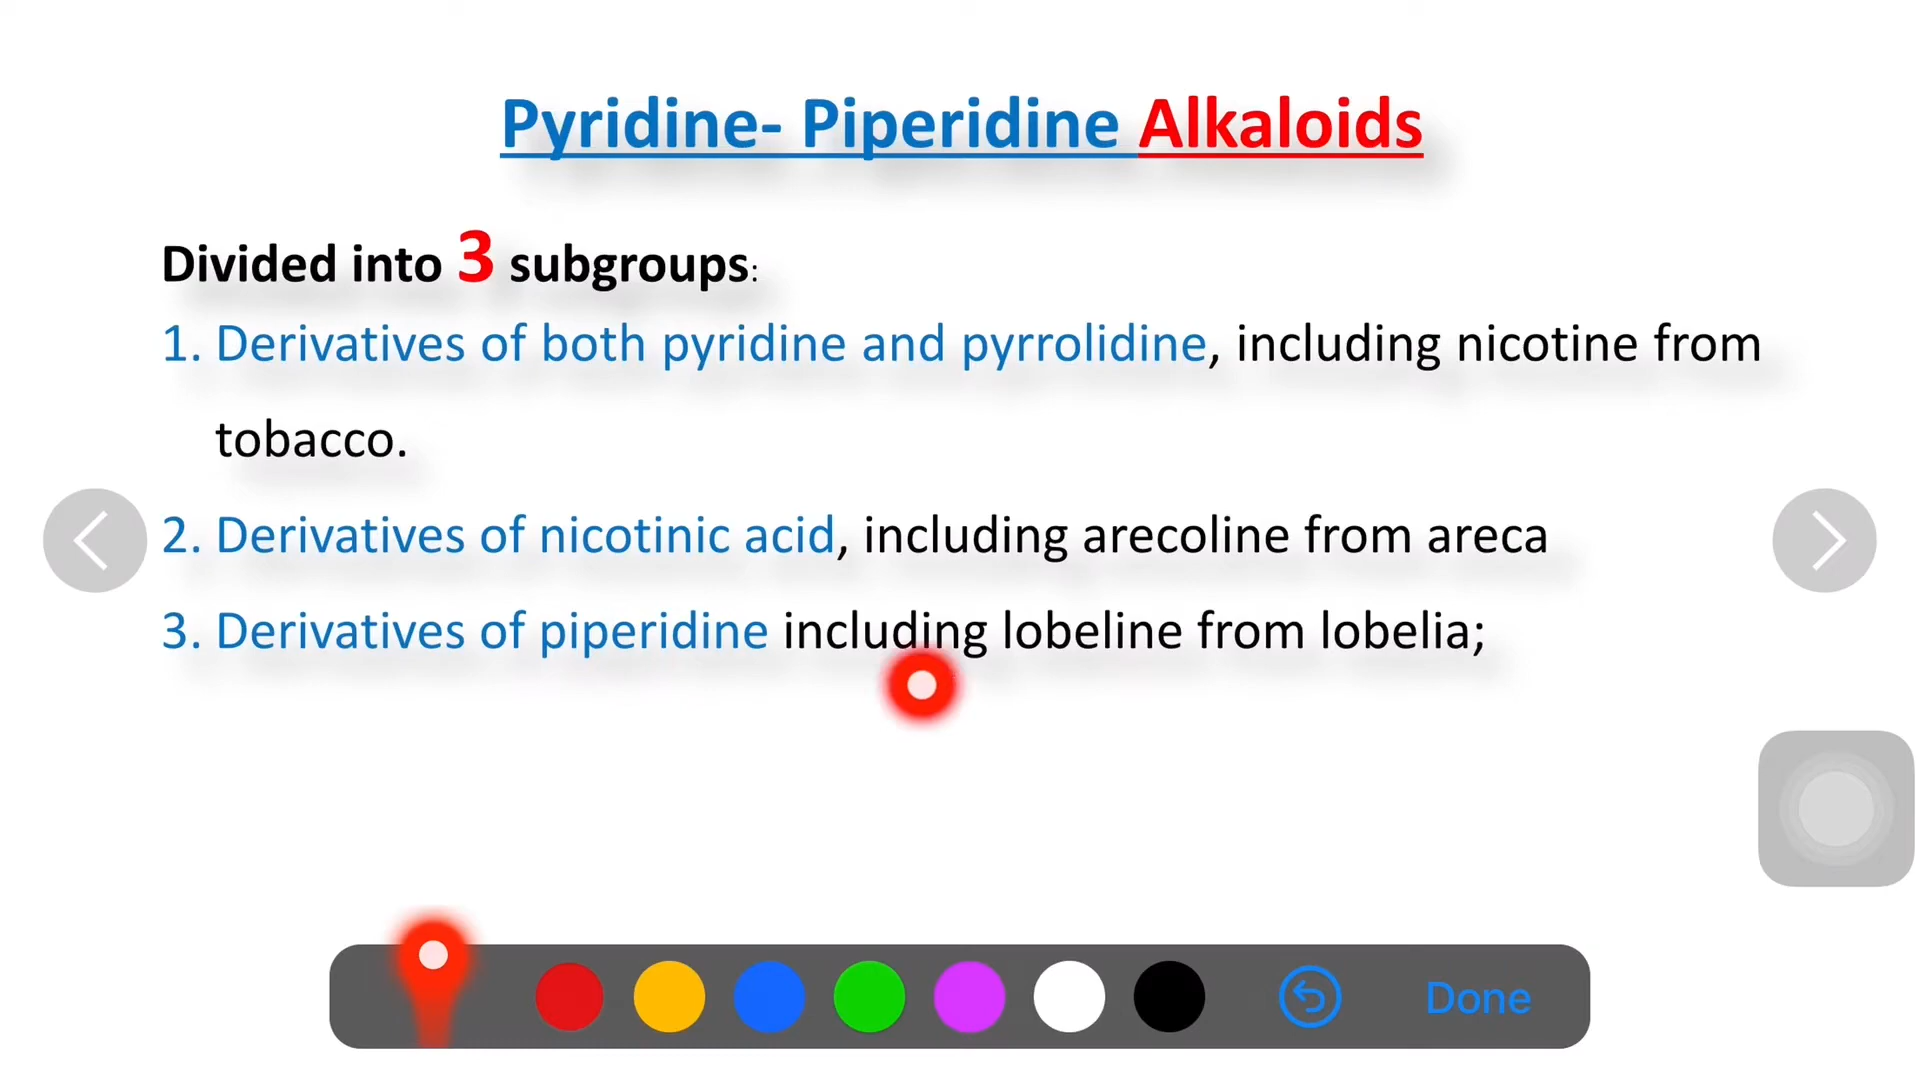 Pyridine- Piperidine Alkaloids
Divided into 3 subgroups:
1. Derivatives of both pyridine and pyrrolidine, including nicotine from
tobacco.
2. Derivatives of nicotinic acid, including arecoline from areca
3. Derivatives of piperidine including lobeline from lobelia;
Done